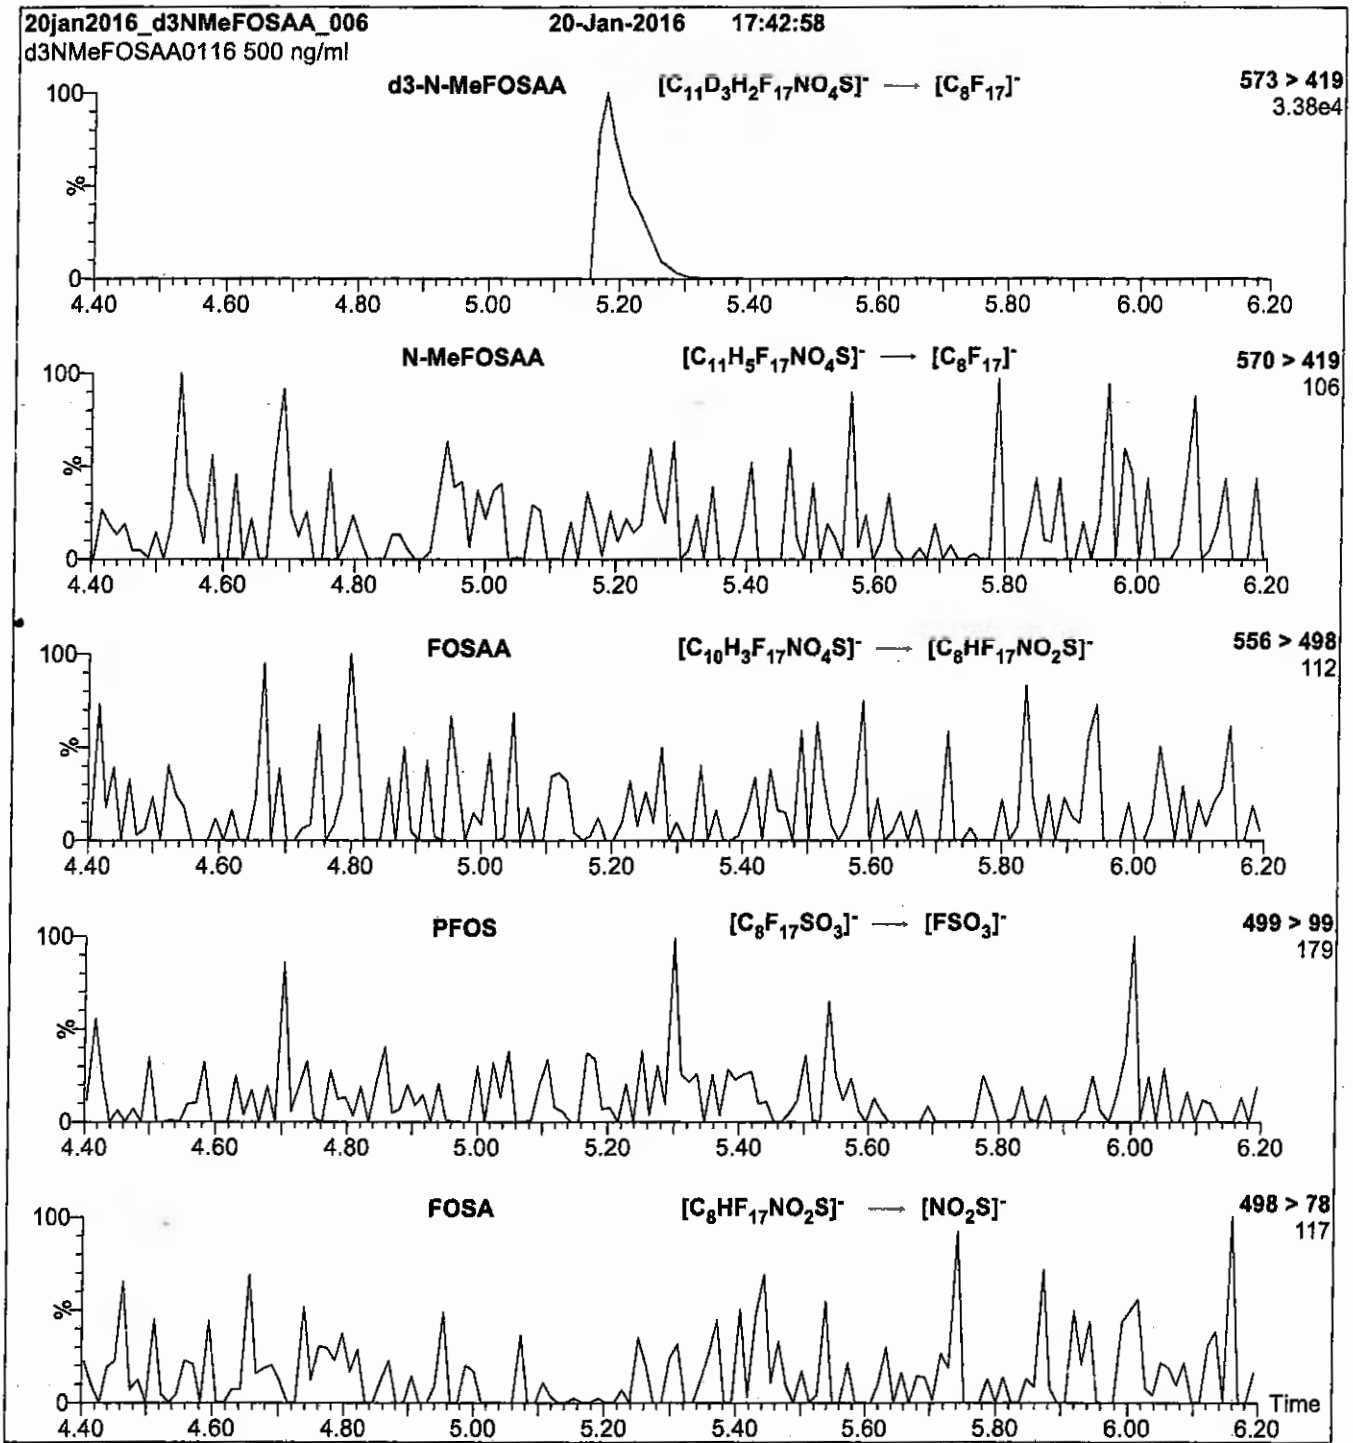 20jan2016_d3NMeFOSAA_006 20-Jan-2016 17:42:58
d3NMeFOSAA0116 500 ng/ml
d3-N-MeFOSAA [C₁₁D₃H₂F₁₇NO₄S]⁻ → [C₈F₁₇]⁻ 573 > 419
3.38e4
100
%
0
4.40 4.60 4.80 5.00 5.20 5.40 5.60 5.80 6.00 6.20
N-MeFOSAA [C₁₁H₅F₁₇NO₄S]⁻ → [C₈F₁₇]⁻ 570 > 419
106
100
%
0
4.40 4.60 4.80 5.00 5.20 5.40 5.60 5.80 6.00 6.20
FOSAA [C₁₀H₃F₁₇NO₄S]⁻ → [C₈HF₁₇NO₂S]⁻ 556 > 498
112
100
%
0
4.40 4.60 4.80 5.00 5.20 5.40 5.60 5.80 6.00 6.20
PFOS [C₈F₁₇SO₃]⁻ → [FSO₃]⁻ 499 > 99
179
100
%
0
4.40 4.60 4.80 5.00 5.20 5.40 5.60 5.80 6.00 6.20
FOSA [C₈HF₁₇NO₂S]⁻ → [NO₂S]⁻ 498 > 78
117
100
%
0
Time
4.40 4.60 4.80 5.00 5.20 5.40 5.60 5.80 6.00 6.20